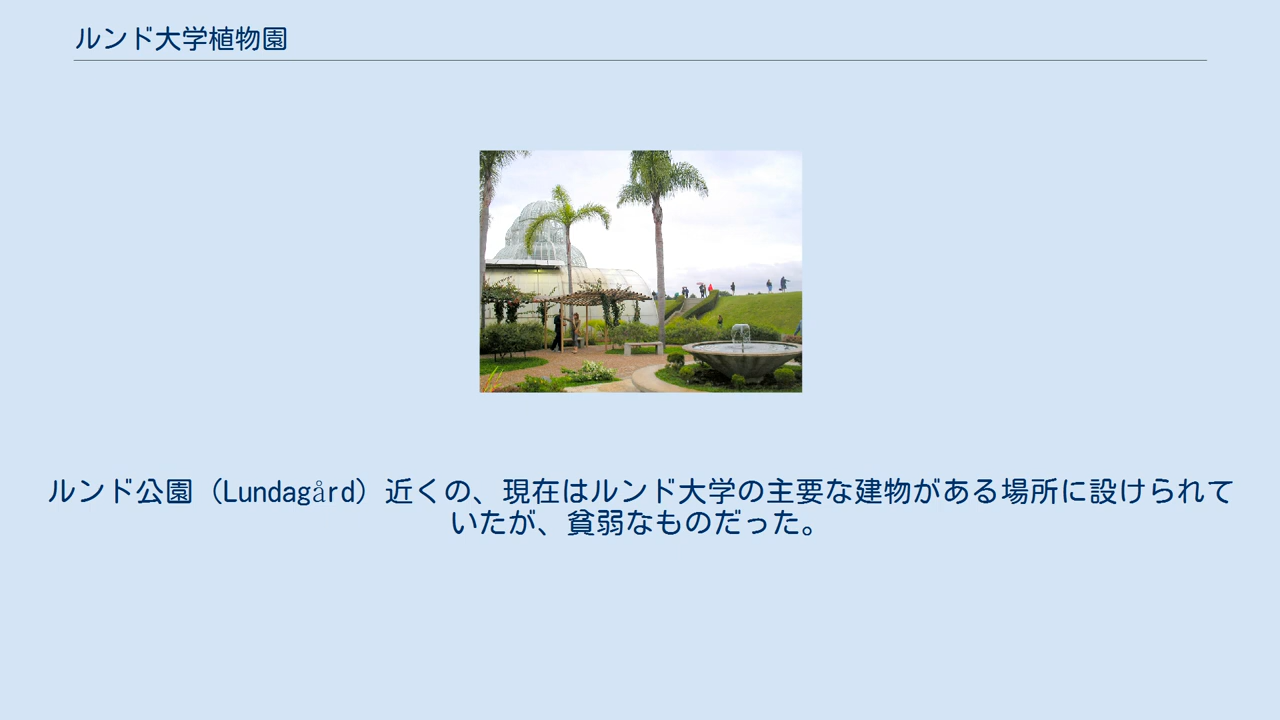 ルンド大学植物園
ルンド公園（Lundagård）近くの、現在はルンド大学の主要な建物がある場所に設けられて
いたが、貧弱なものだった。